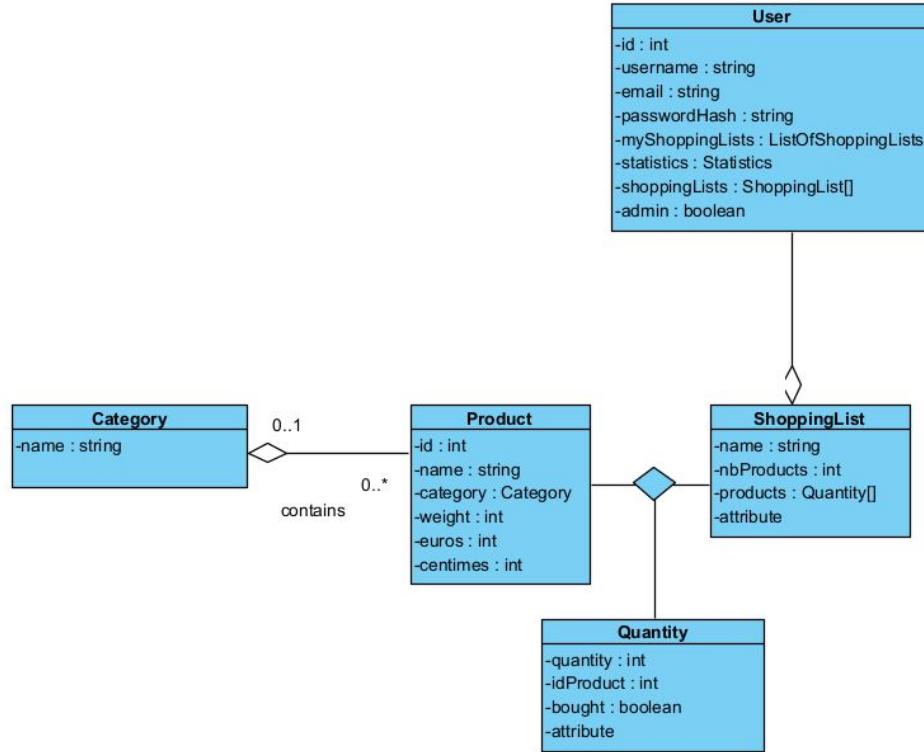 User
-id : int
-username : string
-email : string
-passwordHash : string
-myShoppingLists : ListOfShoppingLists
-statistics : Statistics
-shoppingLists : ShoppingList[]
-admin : boolean
Category
-name : string
0..1
0..*
contains
Product
-id : int
-name : string
-category : Category
-weight : int
-euros : int
-centimes : int
ShoppingList
-name : string
-nbProducts : int
-products : Quantity[]
-attribute
Quantity
-quantity : int
-idProduct : int
-bought : boolean
-attribute